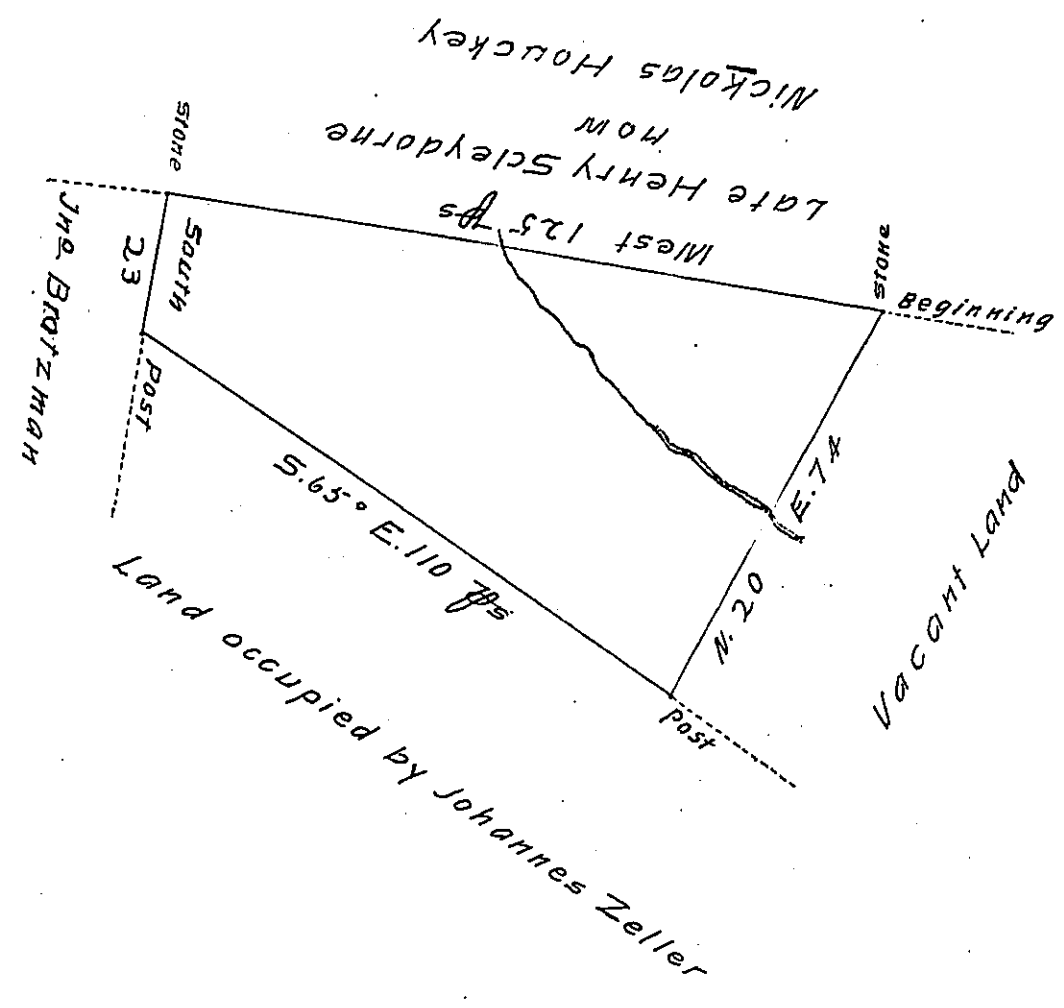 Nickolas Houckey
now
Late Henry Scleydorne
West 125 ps
stone
Beginning
stone
South
23
Jno Bratzman
Post
S. 65° E. 110 ps
N. 20 E. 74
post
Vacant Land
Land occupied by Johannes Zeller